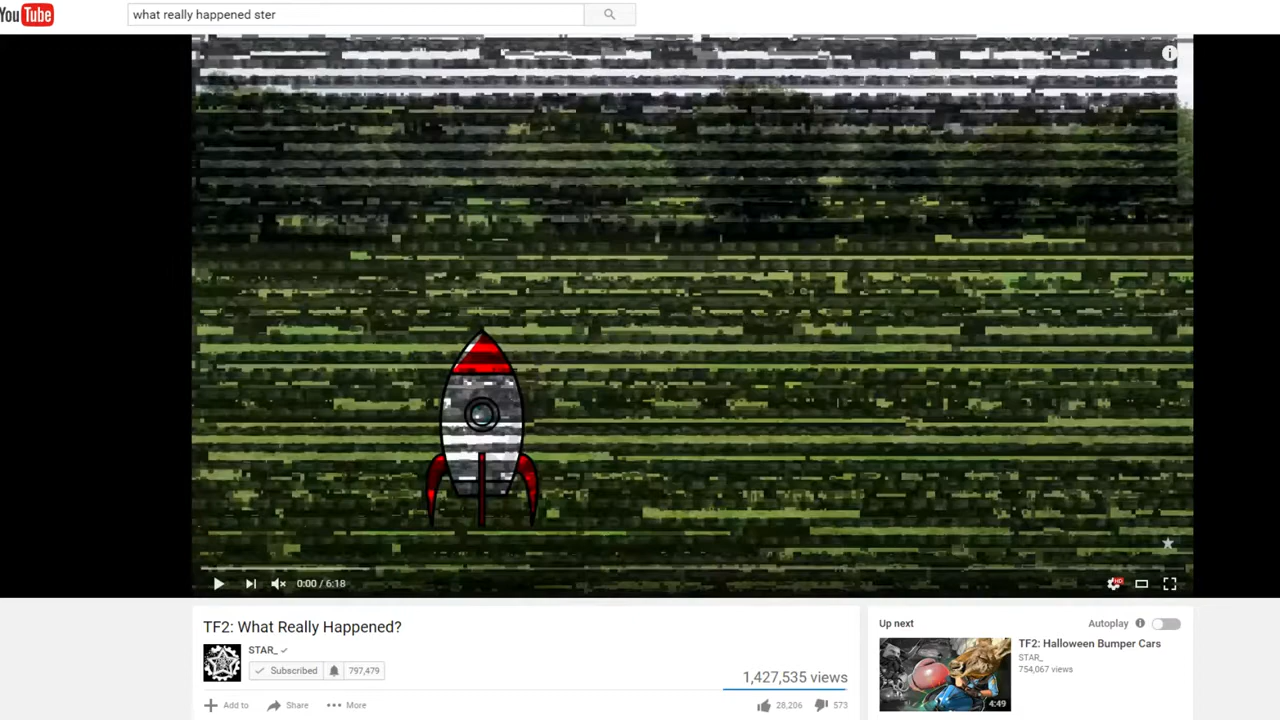 YouTube
what really happened ster
0:00 / 6:18
HD
TF2: What Really Happened?
STAR_
Subscribed 797,479
1,427,535 views
Add to Share More
28,206 573
Up next
Autoplay
TF2: Halloween Bumper Cars
STAR_
754,067 views
4:49